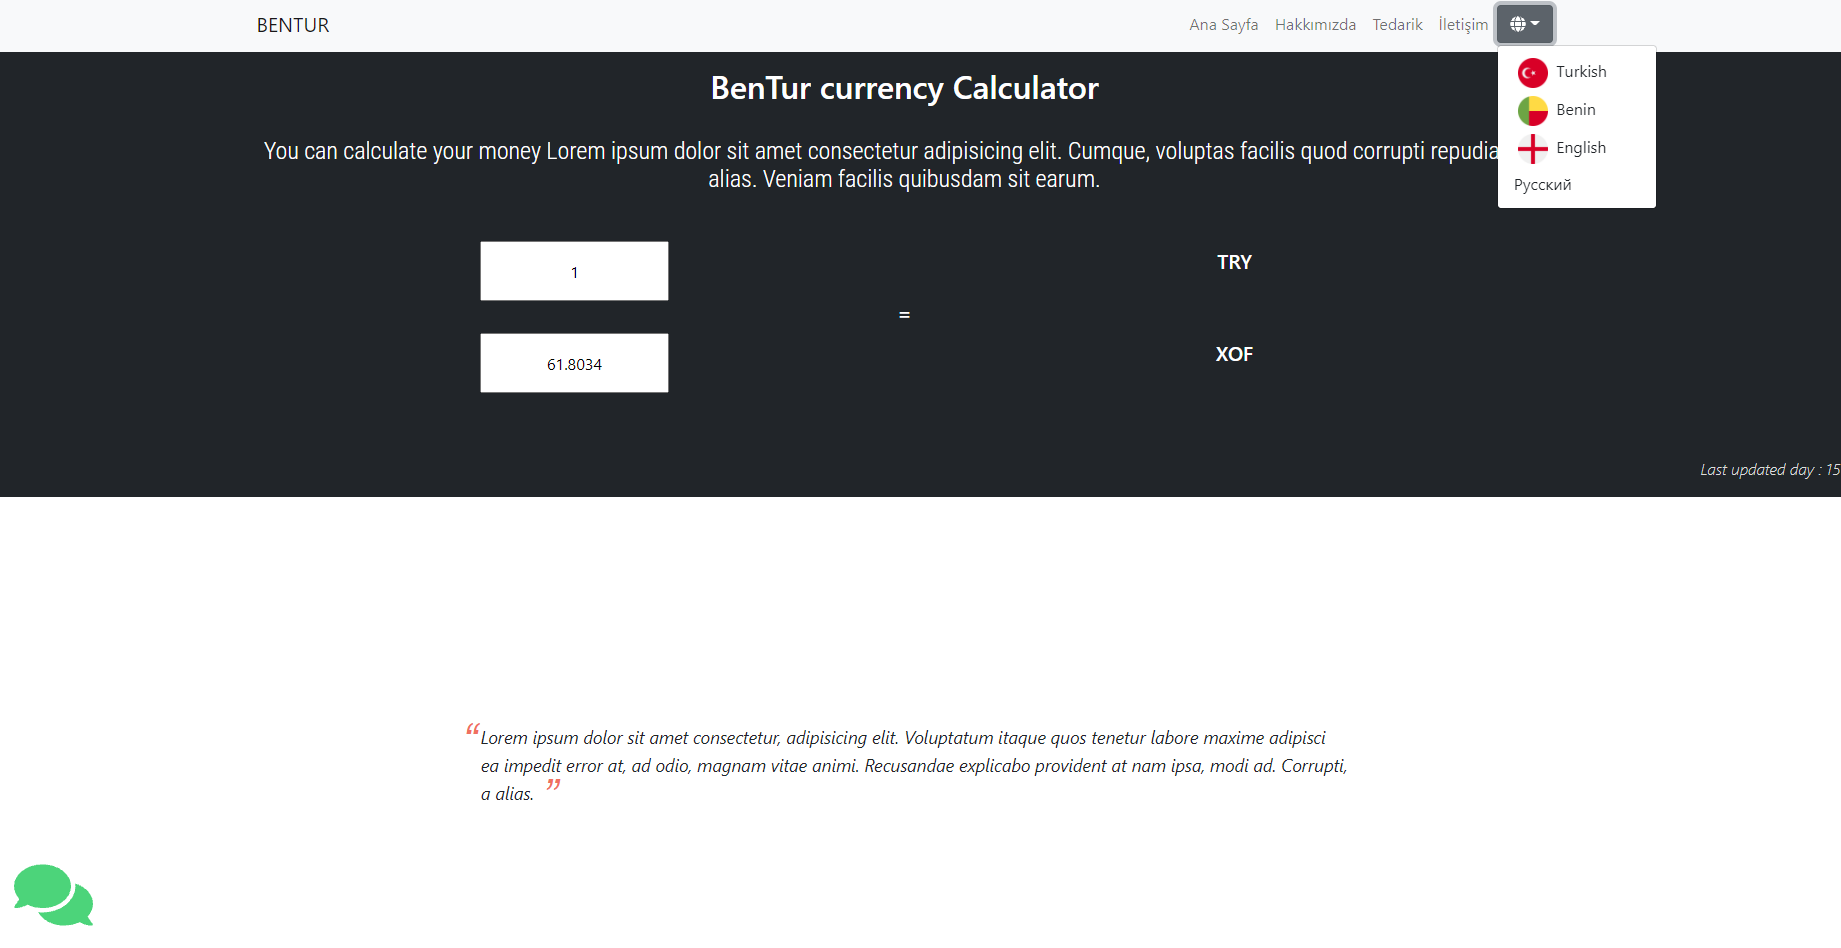 BENTUR
Ana Sayfa Hakkımızda Tedarik İletişim
Turkish
Benin
English
Русский
BenTur currency Calculator
You can calculate your money Lorem ipsum dolor sit amet consectetur adipisicing elit. Cumque, voluptas facilis quod corrupti
alias. Veniam facilis quibusdam sit earum.
1
TRY
=
61.8034
XOF
Last updated day : 15
“Lorem ipsum dolor sit amet consectetur, adipisicing elit. Voluptatum itaque quos tenetur labore maxime adipisci
ea impedit error at, ad odio, magnam vitae animi. Recusandae explicabo provident at nam ipsa, modi ad. Corrupti,
a alias. ”